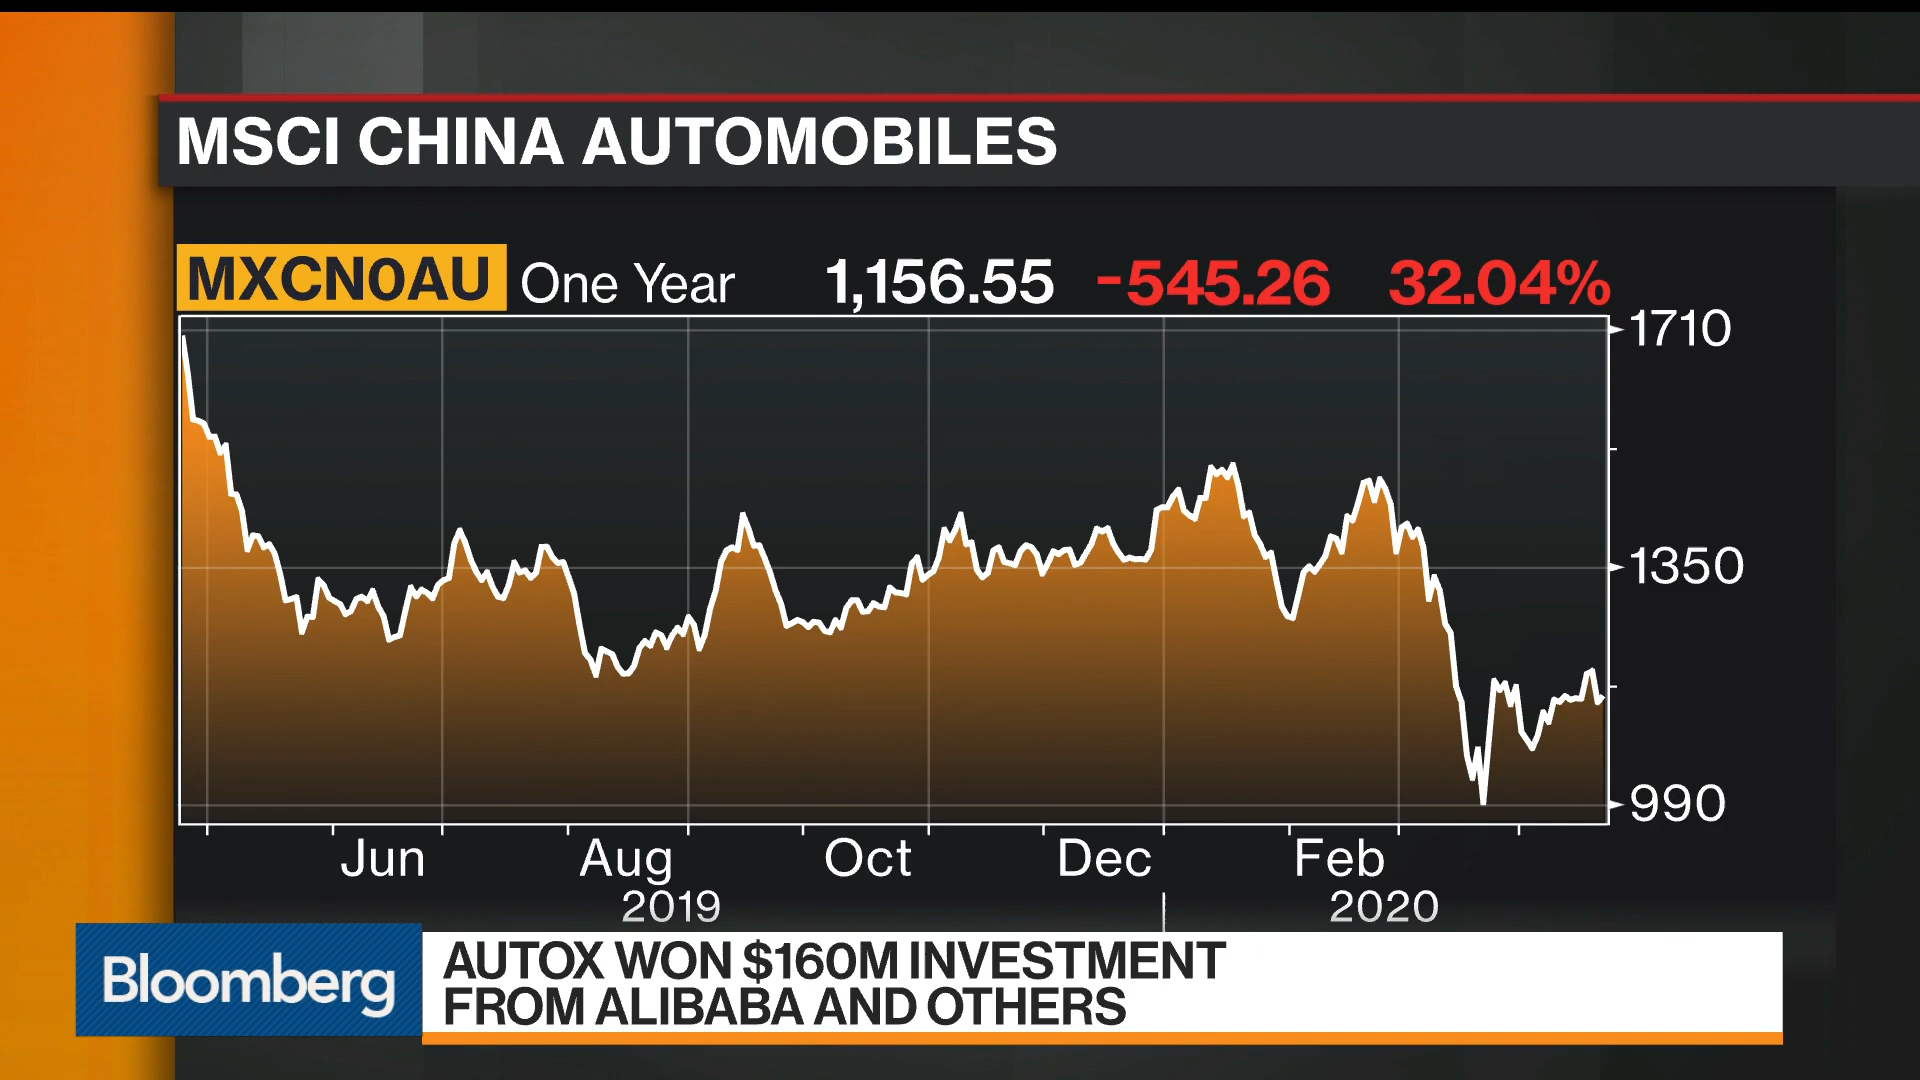 MSCI CHINA AUTOMOBILES
MXCN0AU One Year 1,156.55 -545.26 32.04%
1710
1350
990
Jun Aug Oct Dec Feb
2019 2020
Bloomberg
AUTOX WON $160M INVESTMENT
FROM ALIBABA AND OTHERS